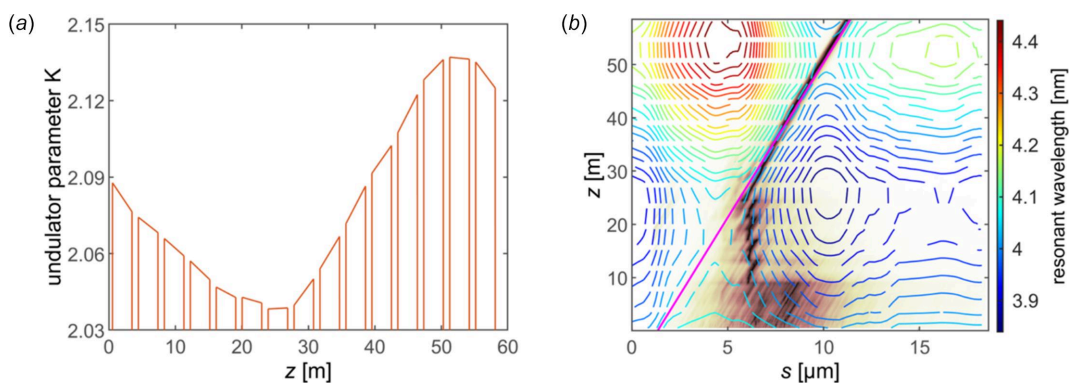 (a)
2.15
2.12
2.09
2.06
2.03
undulator parameter K
0 10 20 30 40 50 60
z [m]
(b)
50
40
30
20
10
z [m]
0 5 10 15
s [μm]
4.4
4.3
4.2
4.1
4
3.9
resonant wavelength [nm]